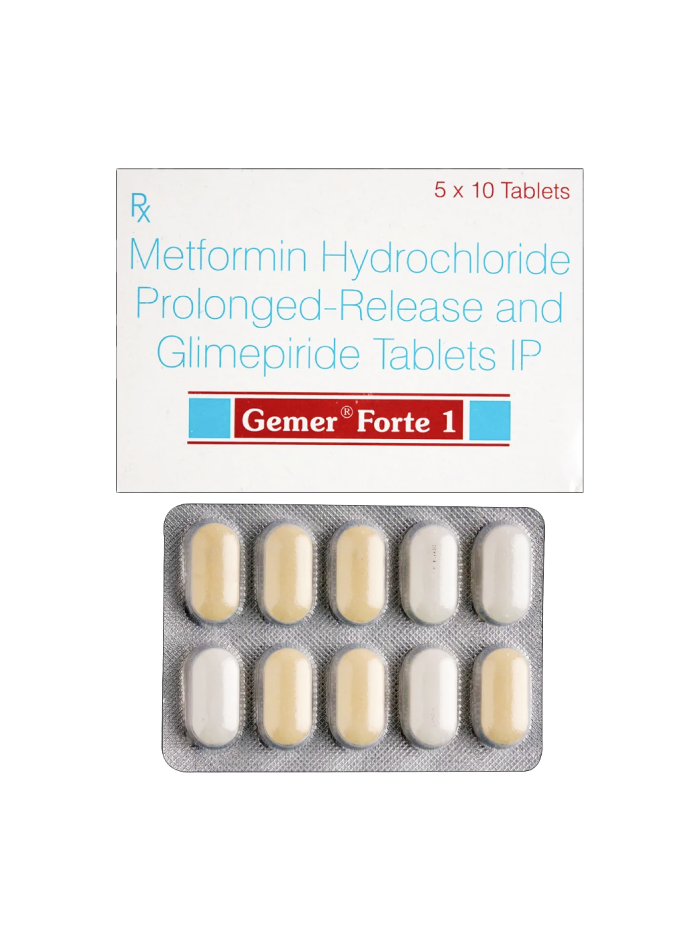 5 x 10 Tablets
Rx
Metformin Hydrochloride
Prolonged-Release and
Glimepiride Tablets IP
Gemer® Forte 1